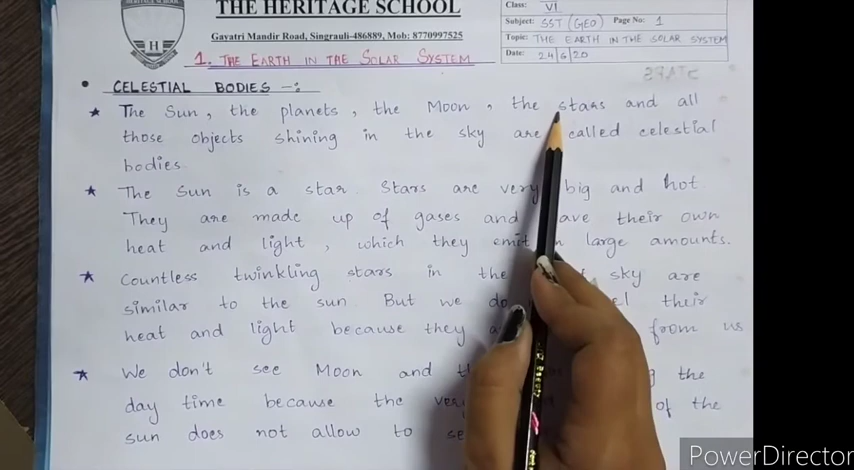 THE HERITAGE SCHOOL
Gayatri Mandir Road, Singrauli-486889, Mob: 8770997525
H
Class: VI
Subject: SST (GEO) Page No: 1
Topic: THE EARTH IN THE SOLAR SYSTEM
Date: 24/6/20
1. THE EARTH IN THE SOLAR SYSTEM
STARS
• CELESTIAL BODIES -:
★ The Sun, the planets, the Moon, the stars and all
those objects shining in the sky are called celestial
bodies.
★ The Sun is a star. Stars are very big and hot.
They are made up of gases and their own
heat and light, which they emit large amounts.
★ Countless twinkling stars in the sky are
similar to the sun. But we their
heat and light because they from us
★ We don't see Moon and the
day time because the of the
sun does not allow to
PowerDirector